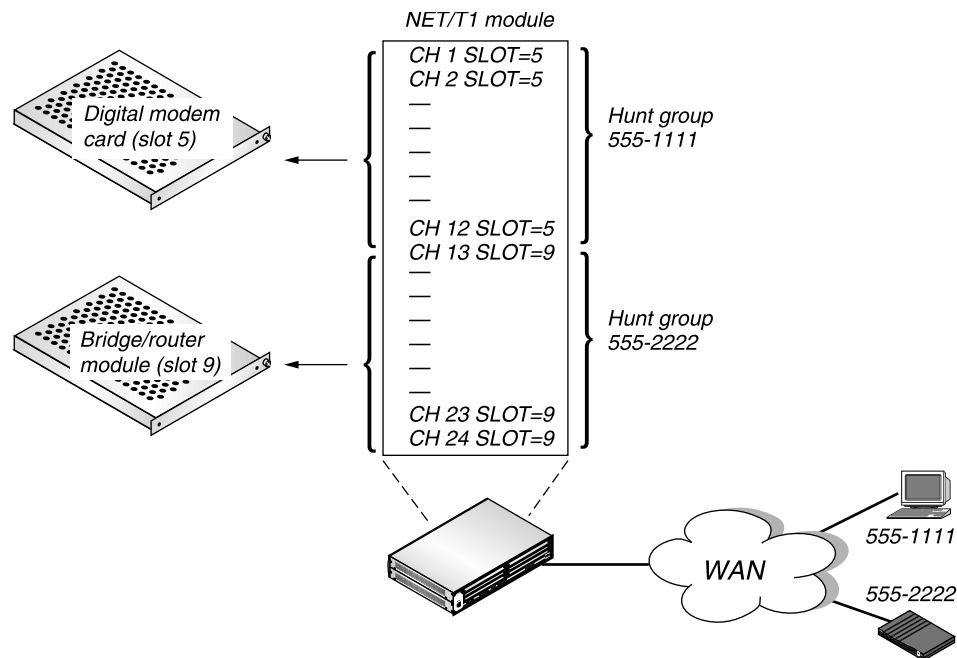 NET/T1 module
CH 1 SLOT=5
CH 2 SLOT=5
—
—
—
—
—
CH 12 SLOT=5
CH 13 SLOT=9
—
—
—
—
—
—
CH 23 SLOT=9
CH 24 SLOT=9
Digital modem
card (slot 5)
Hunt group
555-1111
Bridge/router
module (slot 9)
Hunt group
555-2222
WAN
555-1111
555-2222